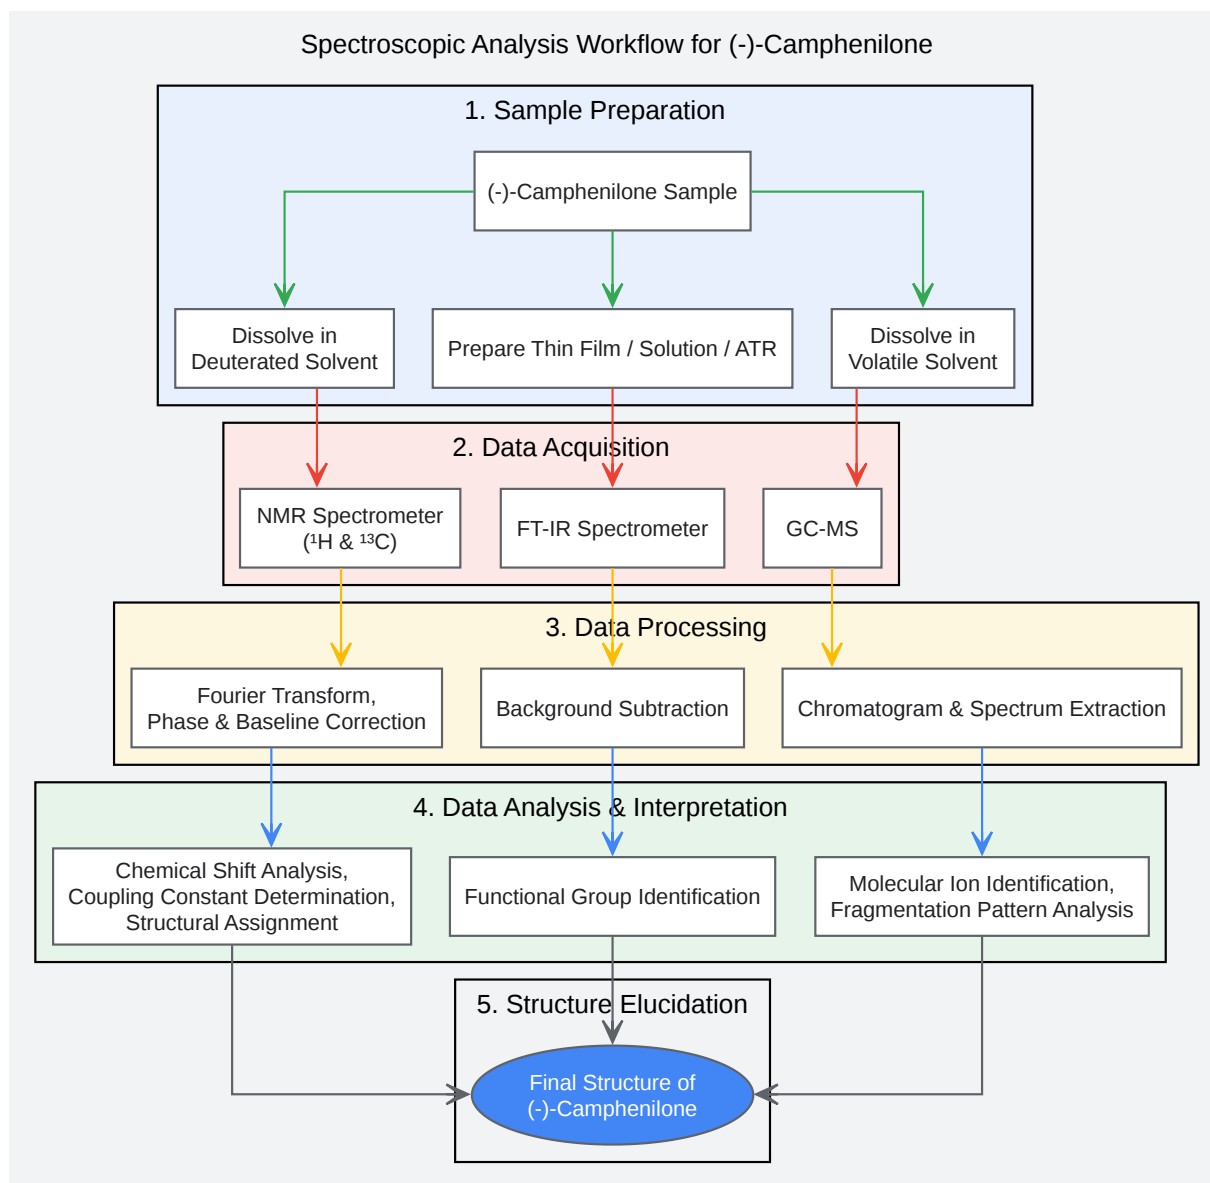 Spectroscopic Analysis Workflow for (-)-Camphenilone
1. Sample Preparation
(-)-Camphenilone Sample
Dissolve in
Deuterated Solvent
Prepare Thin Film / Solution / ATR
Dissolve in
Volatile Solvent
2. Data Acquisition
NMR Spectrometer
(¹H & ¹³C)
FT-IR Spectrometer
GC-MS
3. Data Processing
Fourier Transform,
Phase & Baseline Correction
Background Subtraction
Chromatogram & Spectrum Extraction
4. Data Analysis & Interpretation
Chemical Shift Analysis,
Coupling Constant Determination,
Structural Assignment
Functional Group Identification
Molecular Ion Identification,
Fragmentation Pattern Analysis
5. Structure Elucidation
Final Structure of
(-)-Camphenilone